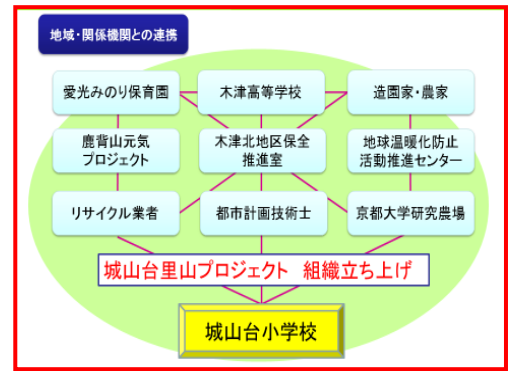 地域・関係機関との連携
愛光みのり保育園
木津高等学校
造園家・農家
鹿背山元気
プロジェクト
木津北地区保全
推進室
地球温暖化防止
活動推進センター
リサイクル業者
都市計画技術士
京都大学研究農場
城山台里山プロジェクト 組織立ち上げ
城山台小学校